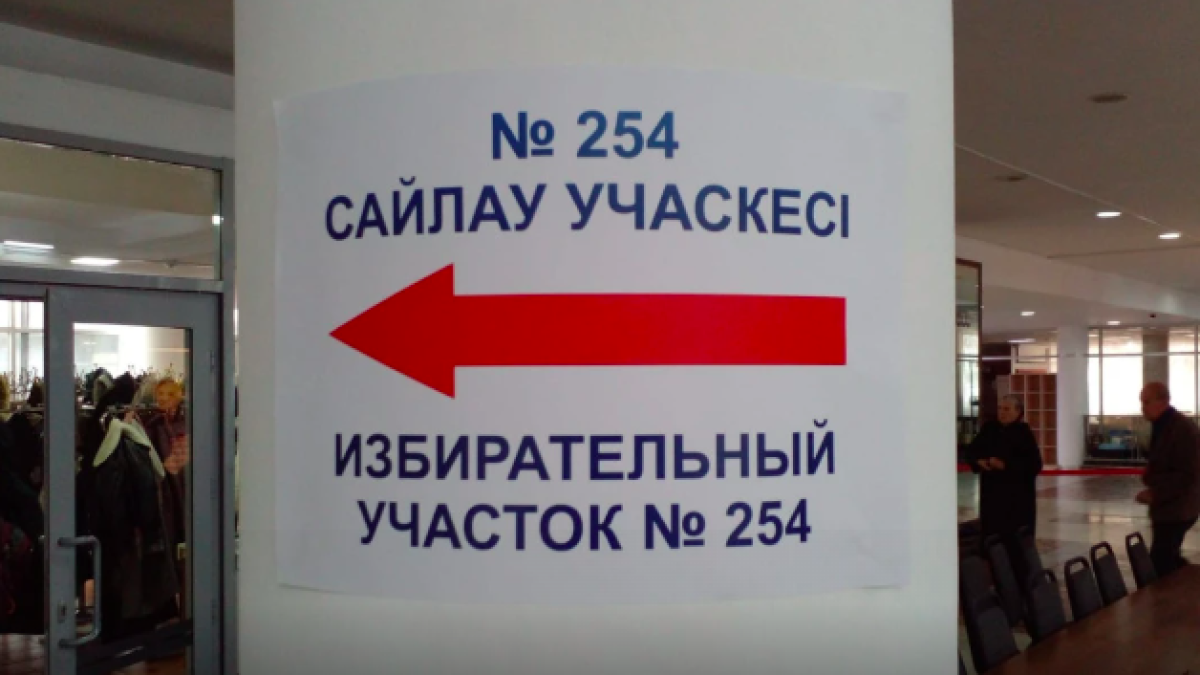 № 254
САЙЛАУ УЧАСКЕСІ
ИЗБИРАТЕЛЬНЫЙ
УЧАСТОК № 254